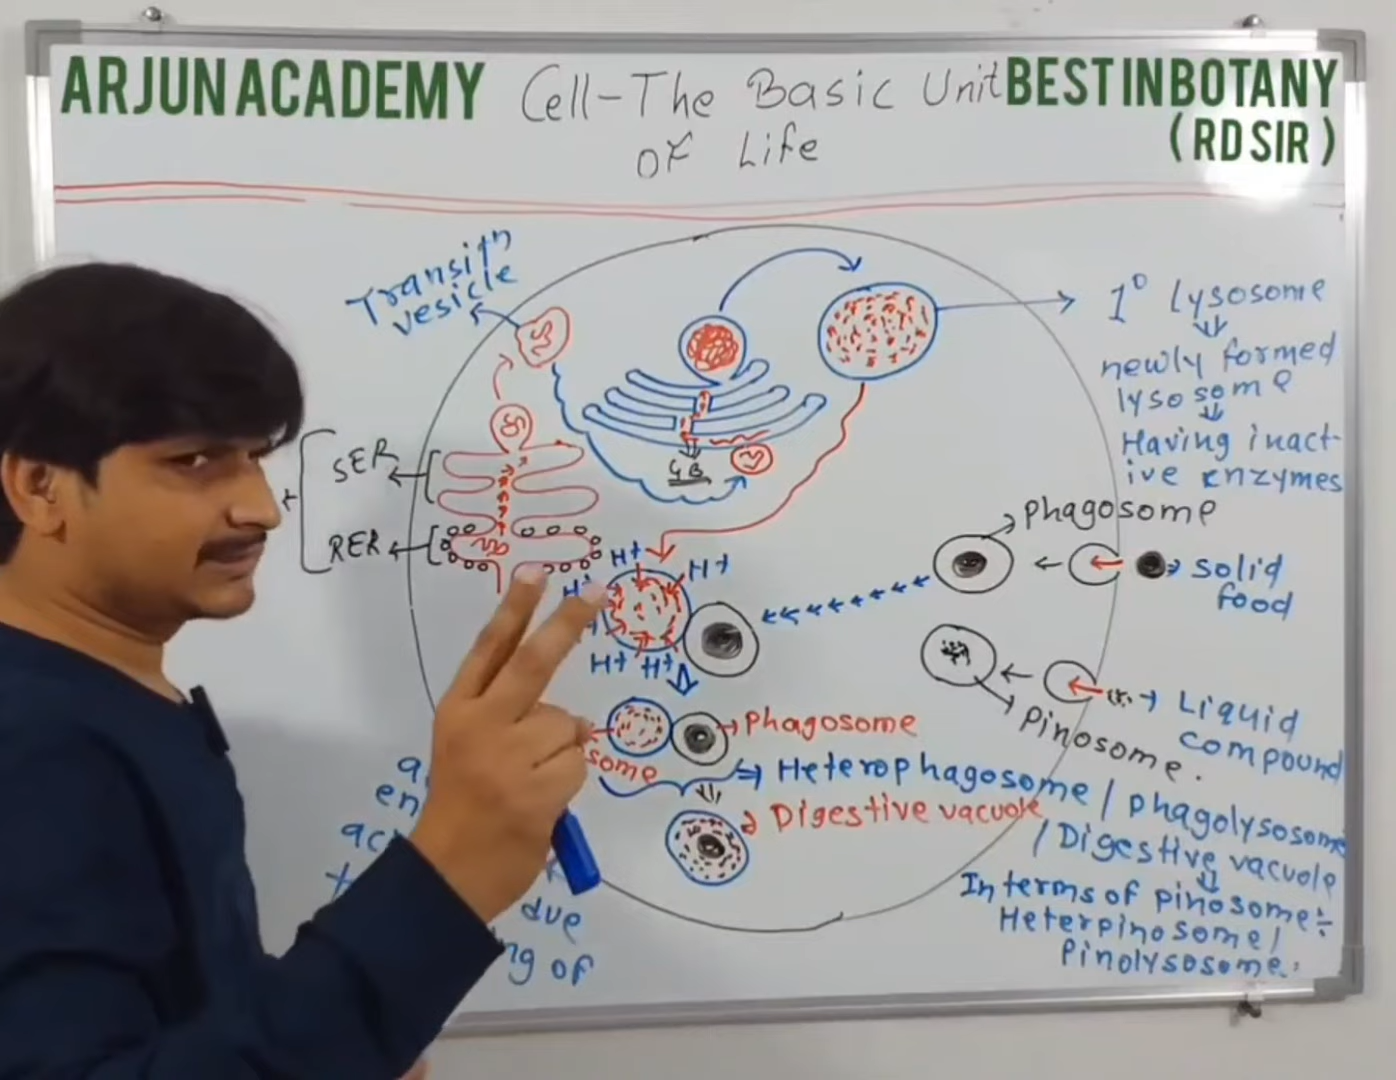 ARJUN ACADEMY
Cell-The Basic Unit
of Life
BEST IN BOTANY
(RD SIR)
Transith
vesicle
SER
RER
GB
1° Lysosome
newly formed
lysosome
Having inact-
ive enzymes
Phagosome
solid
food
Liquid
compound
Pinosome.
H+
H+
H+
H+
Phagosome
some
Heterophagosome / phagolysosome
/ Digestive vacuole
Digestive vacuole
In terms of pinosome÷
Heterpinosome/
Pinolysosome.
due
ng of